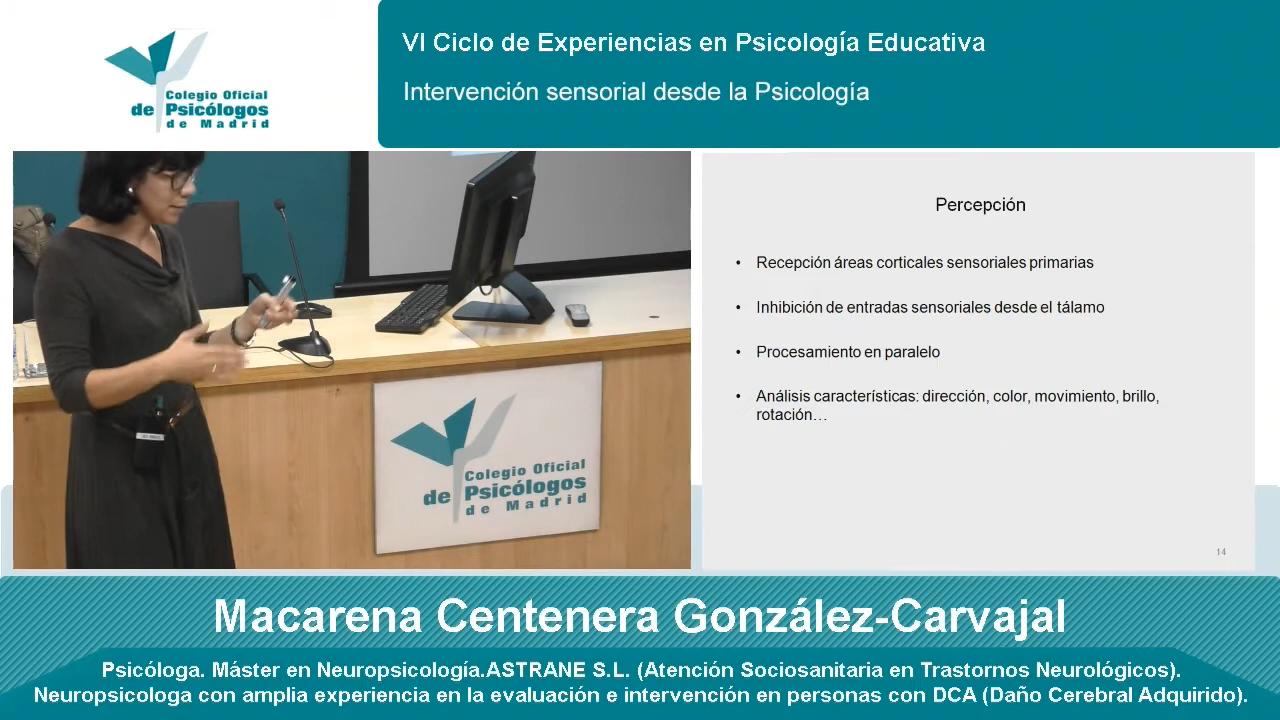 VI Ciclo de Experiencias en Psicología Educativa
Intervención sensorial desde la Psicología
Colegio Oficial
de Psicólogos
de Madrid
Percepción
• Recepción áreas corticales sensoriales primarias
• Inhibición de entradas sensoriales desde el tálamo
• Procesamiento en paralelo
• Análisis características: dirección, color, movimiento, brillo,
rotación…
14
Colegio Oficial
de Psicólogos
de Madrid
Macarena Centenera González-Carvajal
Psicóloga. Máster en Neuropsicología.ASTRANE S.L. (Atención Sociosanitaria en Trastornos Neurológicos).
Neuropsicologa con amplia experiencia en la evaluación e intervención en personas con DCA (Daño Cerebral Adquirido).